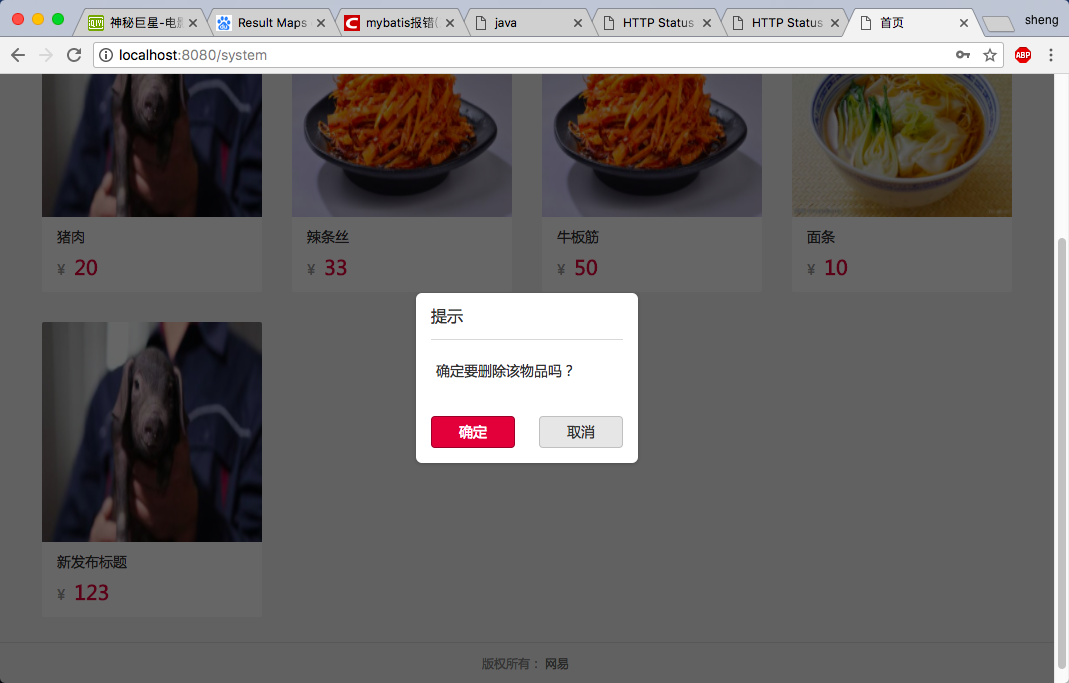 神秘巨星-电影
Result Maps
mybatis报错(
java
HTTP Status
HTTP Status
首页
sheng
localhost:8080/system
ABP
猪肉
辣条丝
牛板筋
面条
¥ 20
¥ 33
¥ 50
¥ 10
提示
确定要删除该物品吗？
确定
取消
新发布标题
¥ 123
版权所有： 网易